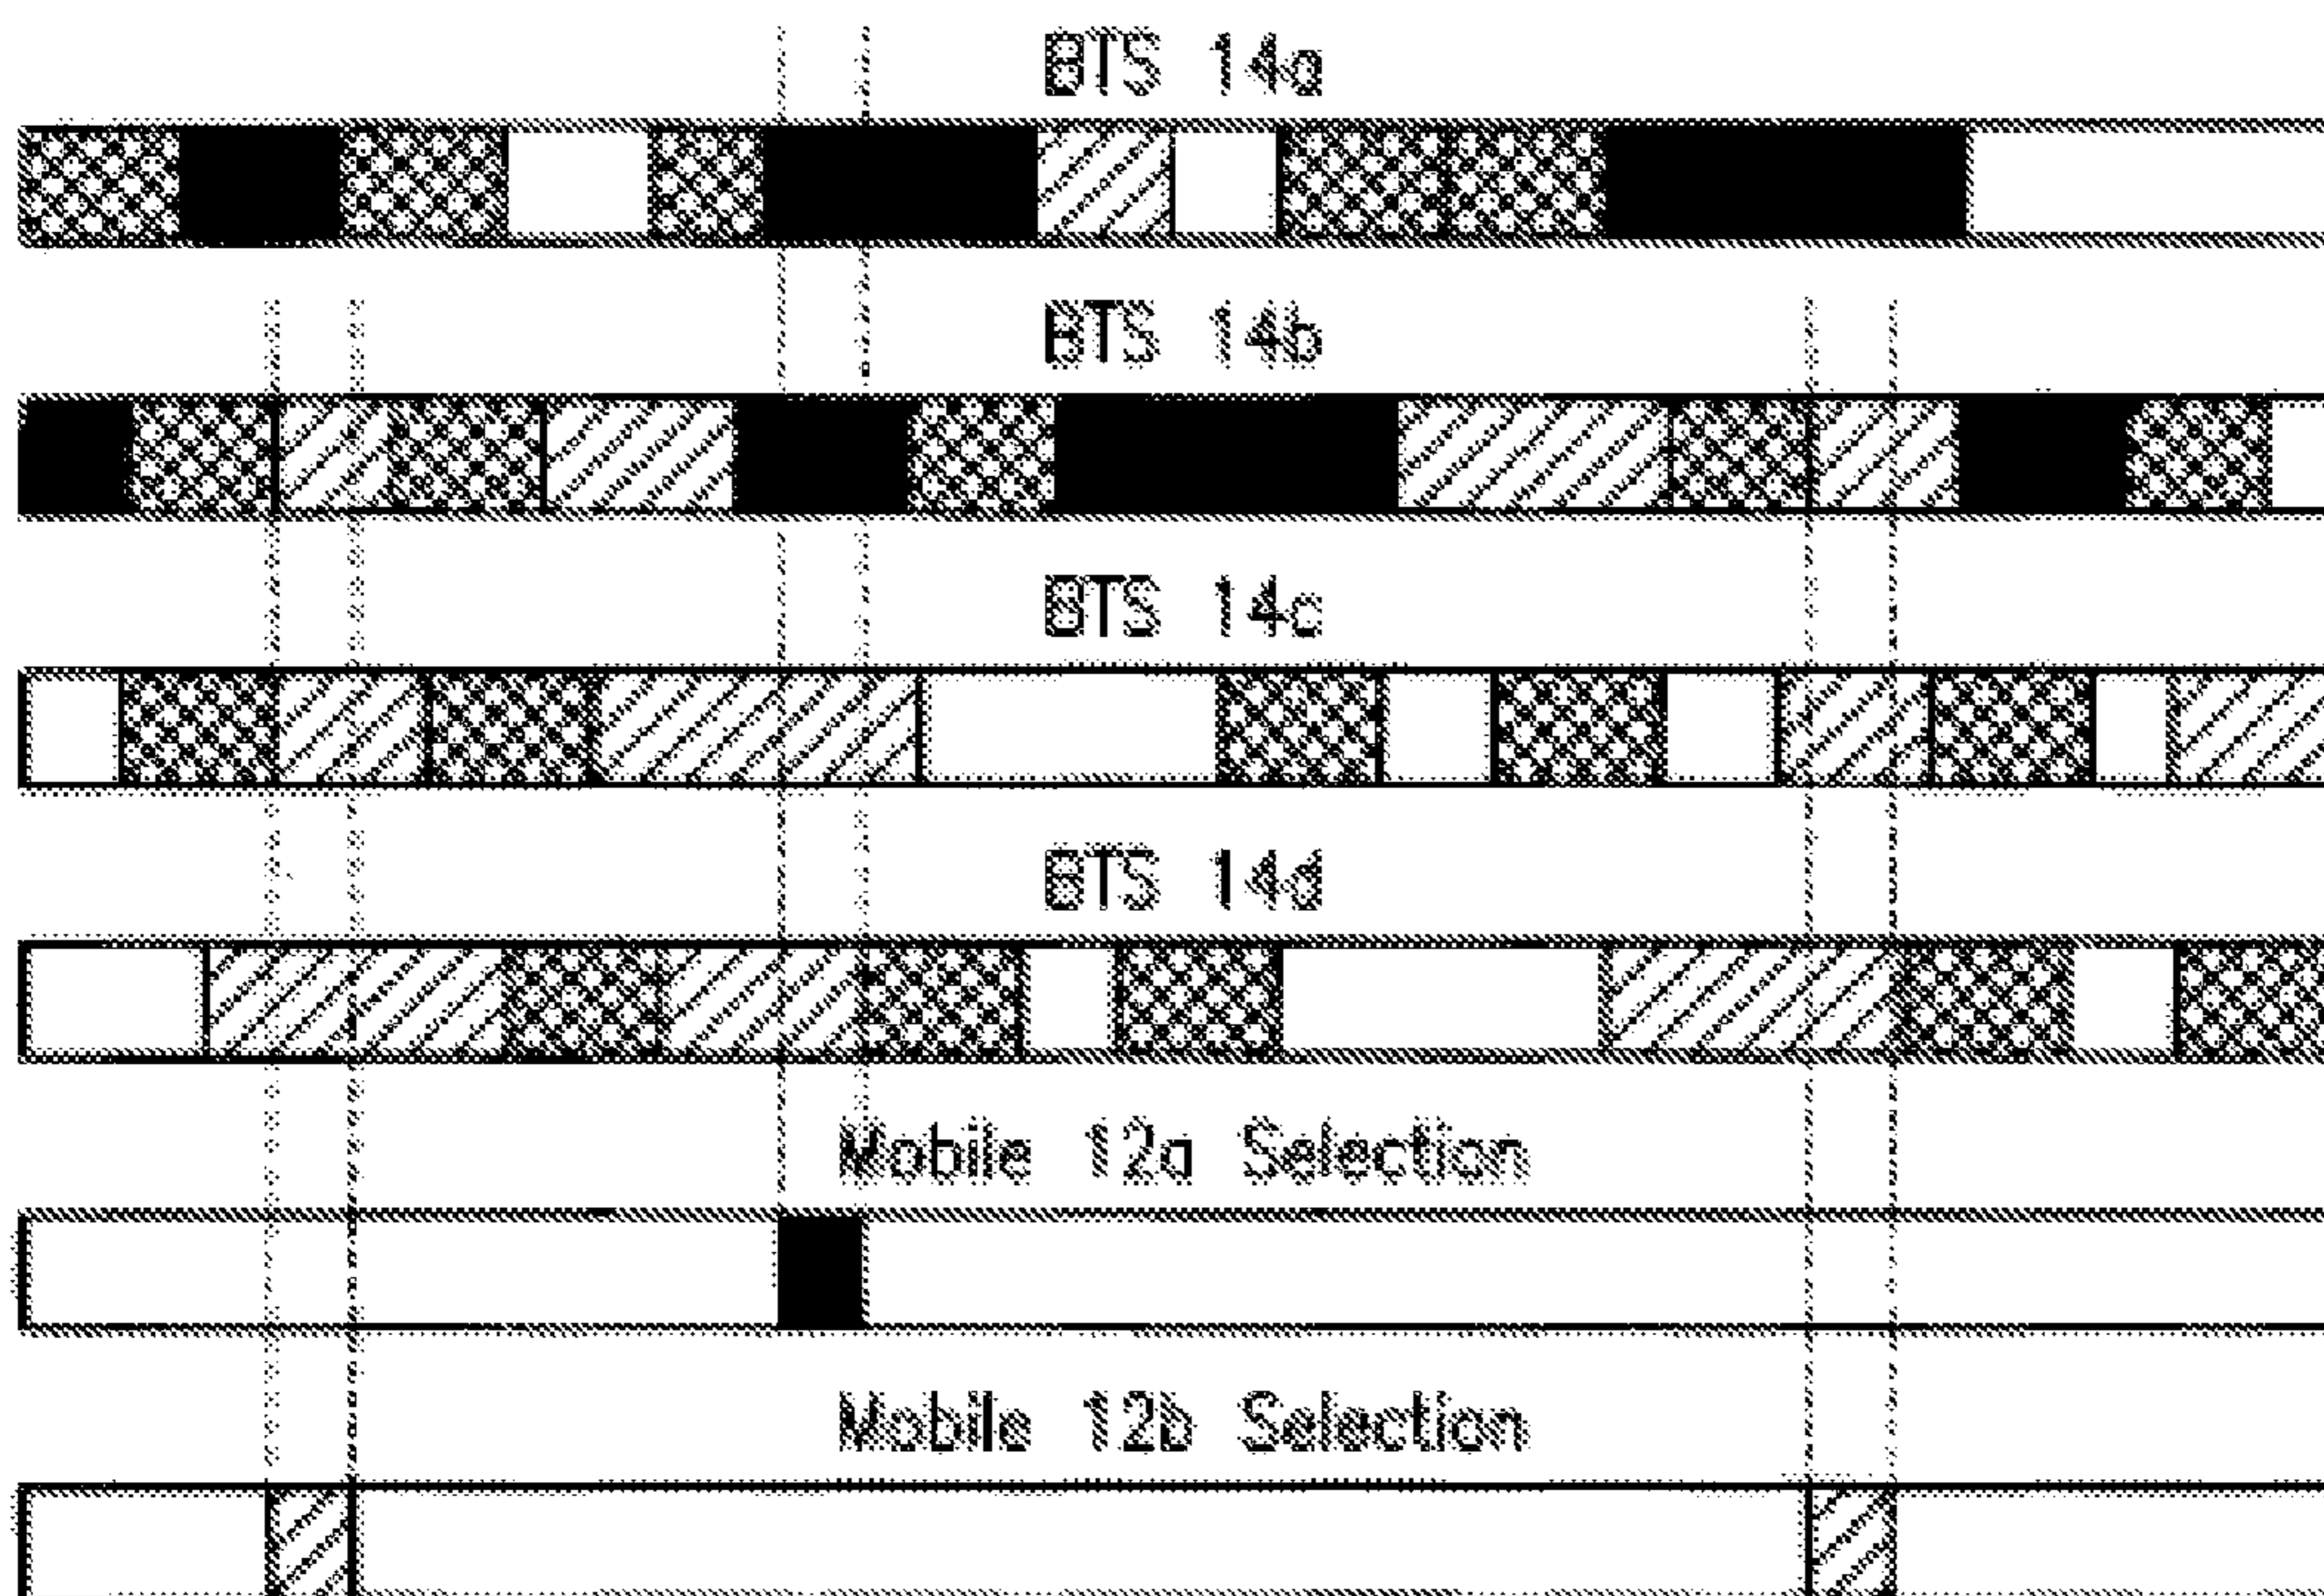 BTS 14a
BTS 14b
BTS 14c
BTS 14d
Mobile 12a Selection
Mobile 12b Selection